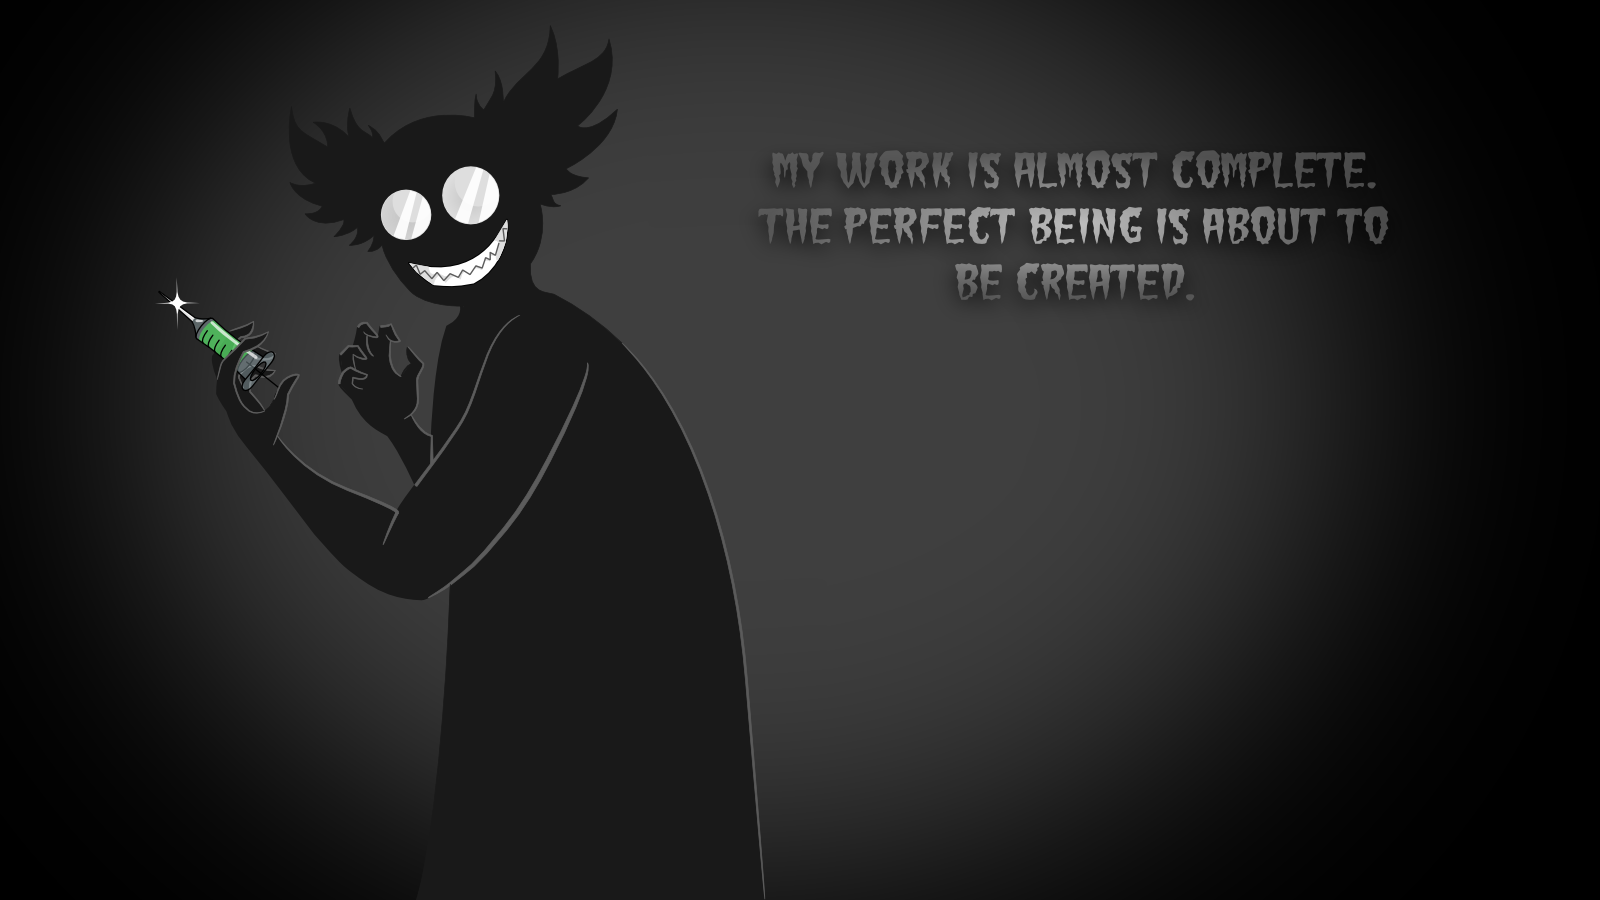 MY WORK IS ALMOST COMPLETE.
THE PERFECT BEING IS ABOUT TO
BE CREATED.